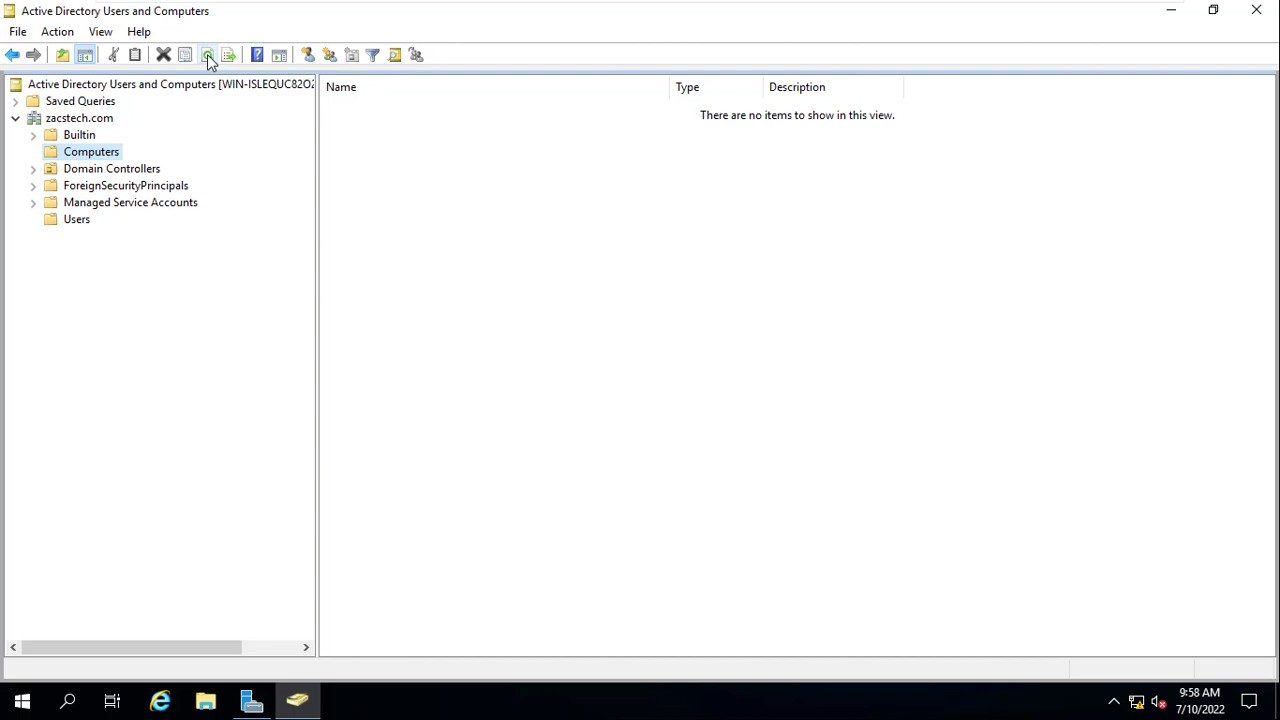 Active Directory Users and Computers
File Action View Help
Active Directory Users and Computers [WIN-ISLEQUC82O2
Name Type Description
Saved Queries
There are no items to show in this view.
zacstech.com
Builtin
Computers
Domain Controllers
ForeignSecurityPrincipals
Managed Service Accounts
Users
9:58 AM
7/10/2022